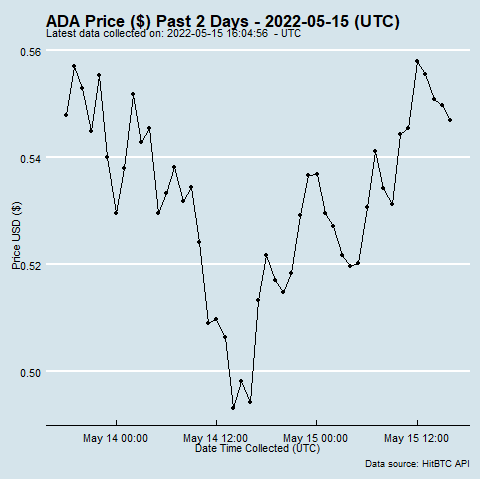 ADA Price ($) Past 2 Days - 2022-05-15 (UTC)
Latest data collected on: 2022-05-15 16:04:56 - UTC
0.56
0.54
0.52
0.50
Price USD ($)
May 14 00:00 May 14 12:00 May 15 00:00 May 15 12:00
Date Time Collected (UTC)
Data source: HitBTC API